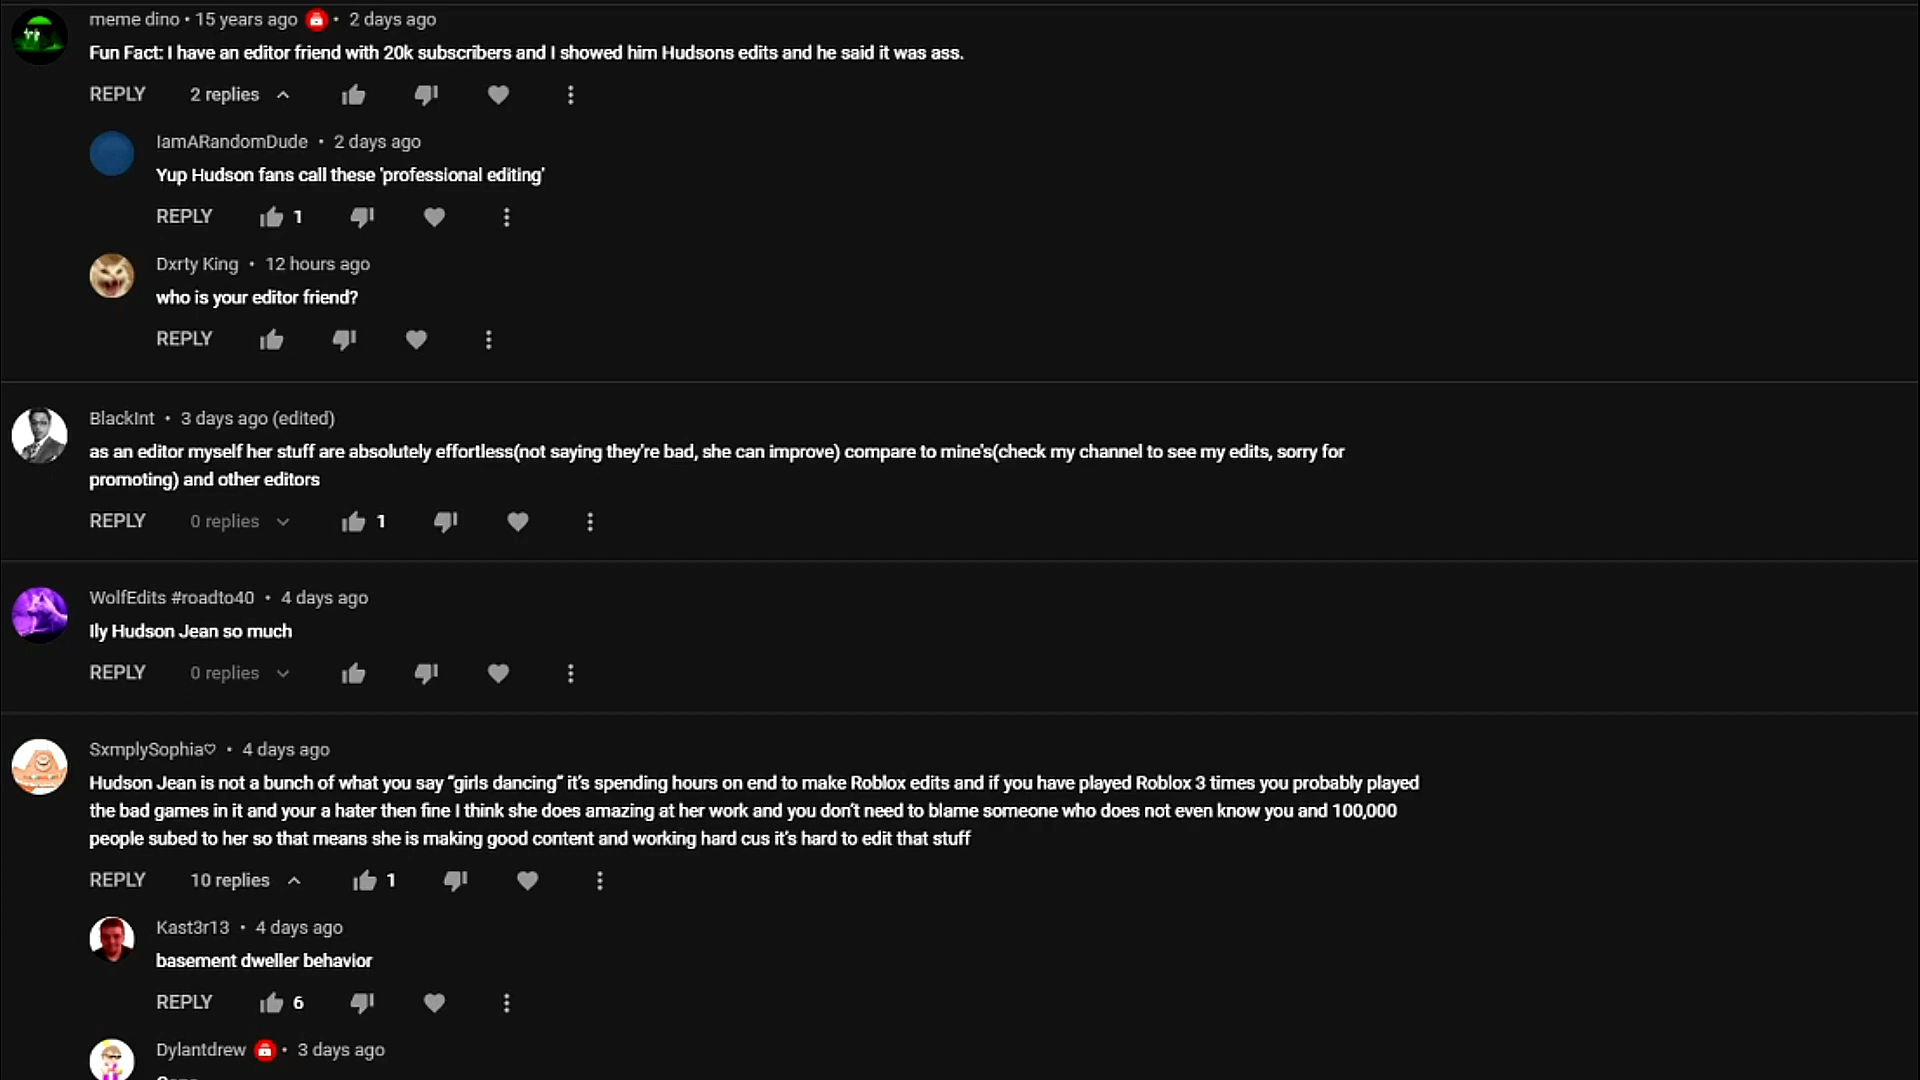 meme dino • 15 years ago • 2 days ago
Fun Fact: I have an editor friend with 20k subscribers and I showed him Hudsons edits and he said it was ass.
REPLY 2 replies
IamARandomDude • 2 days ago
Yup Hudson fans call these 'professional editing'
REPLY 1
Dxrty King • 12 hours ago
who is your editor friend?
REPLY
BlackInt • 3 days ago (edited)
as an editor myself her stuff are absolutely effortless(not saying they're bad, she can improve) compare to mine's(check my channel to see my edits, sorry for
promoting) and other editors
REPLY 0 replies 1
WolfEdits #roadto40 • 4 days ago
Ily Hudson Jean so much
REPLY 0 replies
SxmplySophia♡ • 4 days ago
Hudson Jean is not a bunch of what you say “girls dancing” it’s spending hours on end to make Roblox edits and if you have played Roblox 3 times you probably played
the bad games in it and your a hater then fine I think she does amazing at her work and you don’t need to blame someone who does not even know you and 100,000
people subed to her so that means she is making good content and working hard cus it’s hard to edit that stuff
REPLY 10 replies 1
Kast3r13 • 4 days ago
basement dweller behavior
REPLY 6
Dylantdrew • 3 days ago